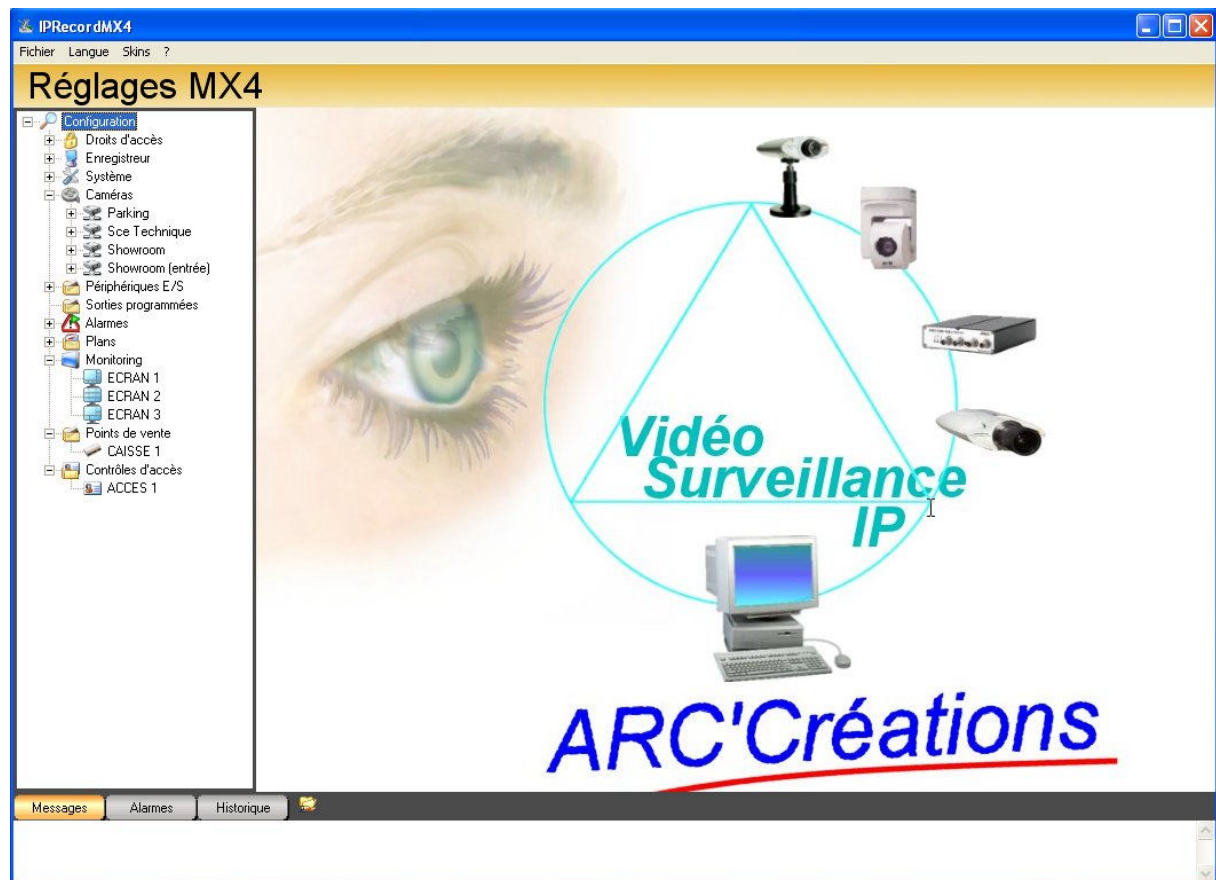 IPRecordMX4
Fichier Langue Skins ?
Réglages MX4
Configuration
Droits d'accès
Enregistreur
Système
Caméras
Parking
Sce Technique
Showroom
Showroom (entrée)
Périphériques E/S
Sorties programmées
Alarmes
Plans
Monitoring
ECRAN 1
ECRAN 2
ECRAN 3
Points de vente
CAISSE 1
Contrôles d'accès
ACCES 1
Vidéo
Surveillance
IP
ARC'Créations
Messages Alarmes Historique